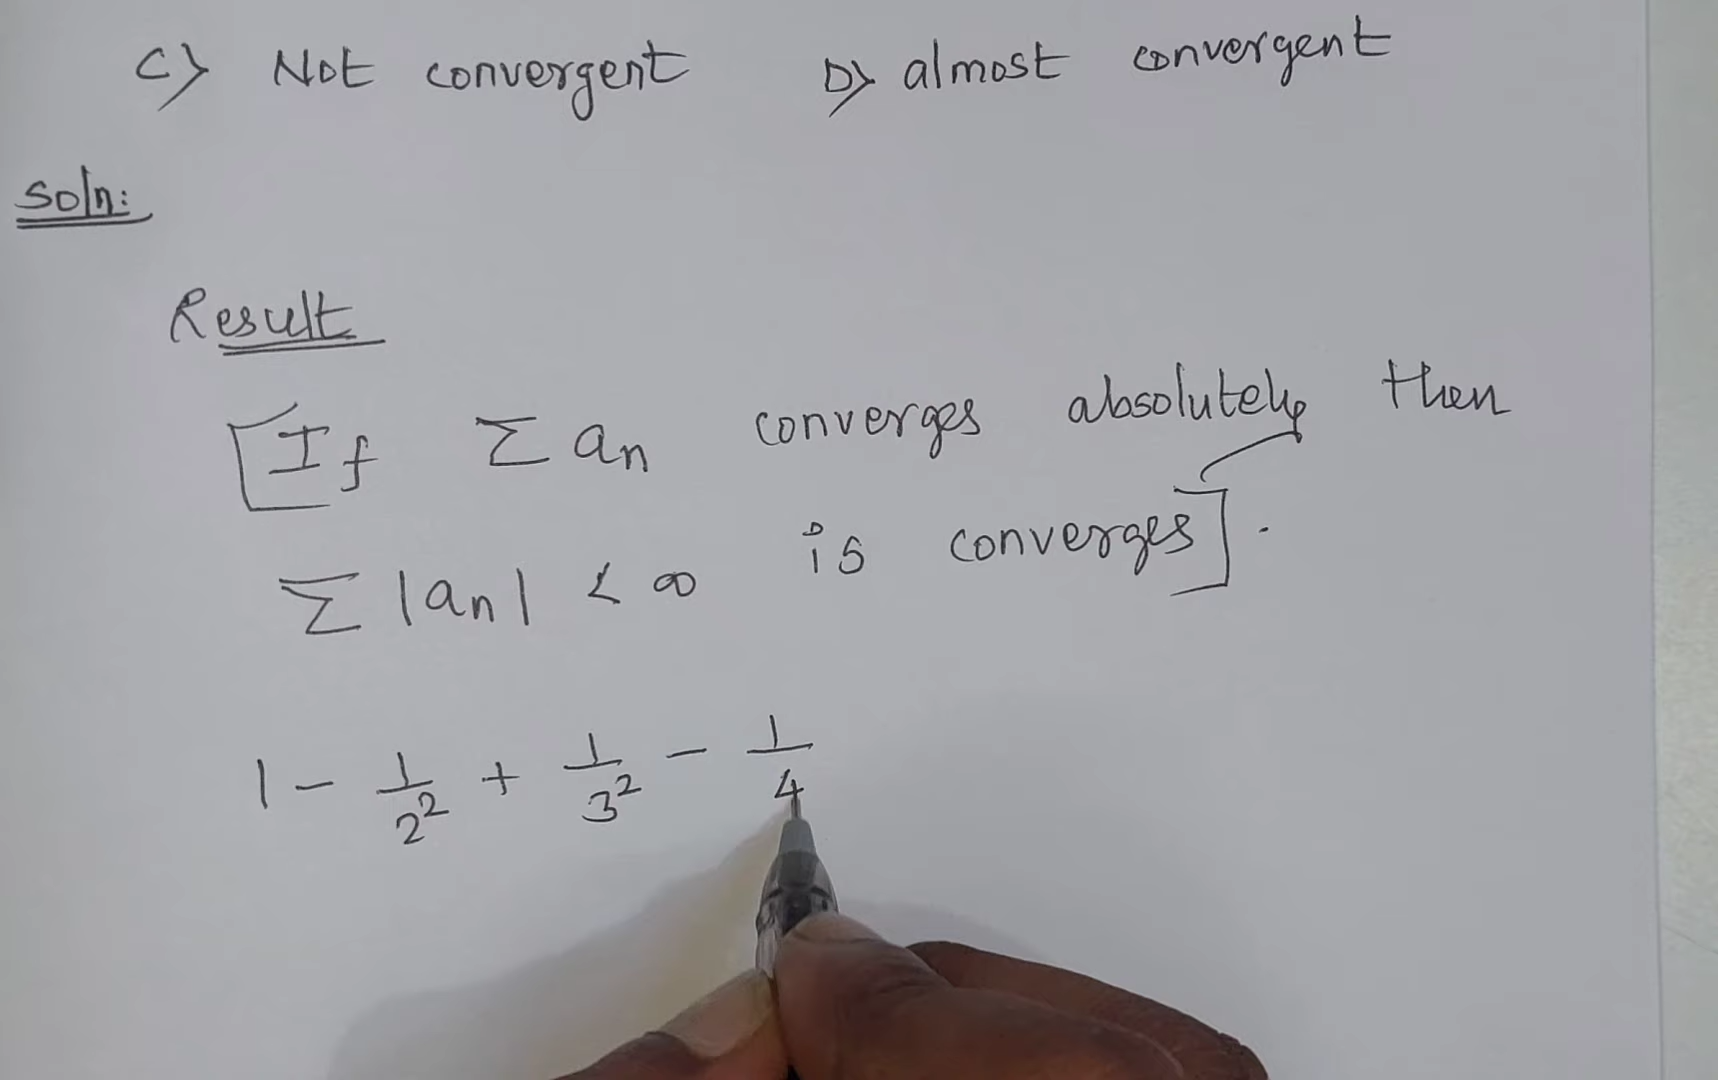 C) Not convergent D) almost convergent
Soln:
Result
[If Σ an converges absolutely then
Σ |an| < ∞ is converges].
1 - 1/2² + 1/3² - 1/4